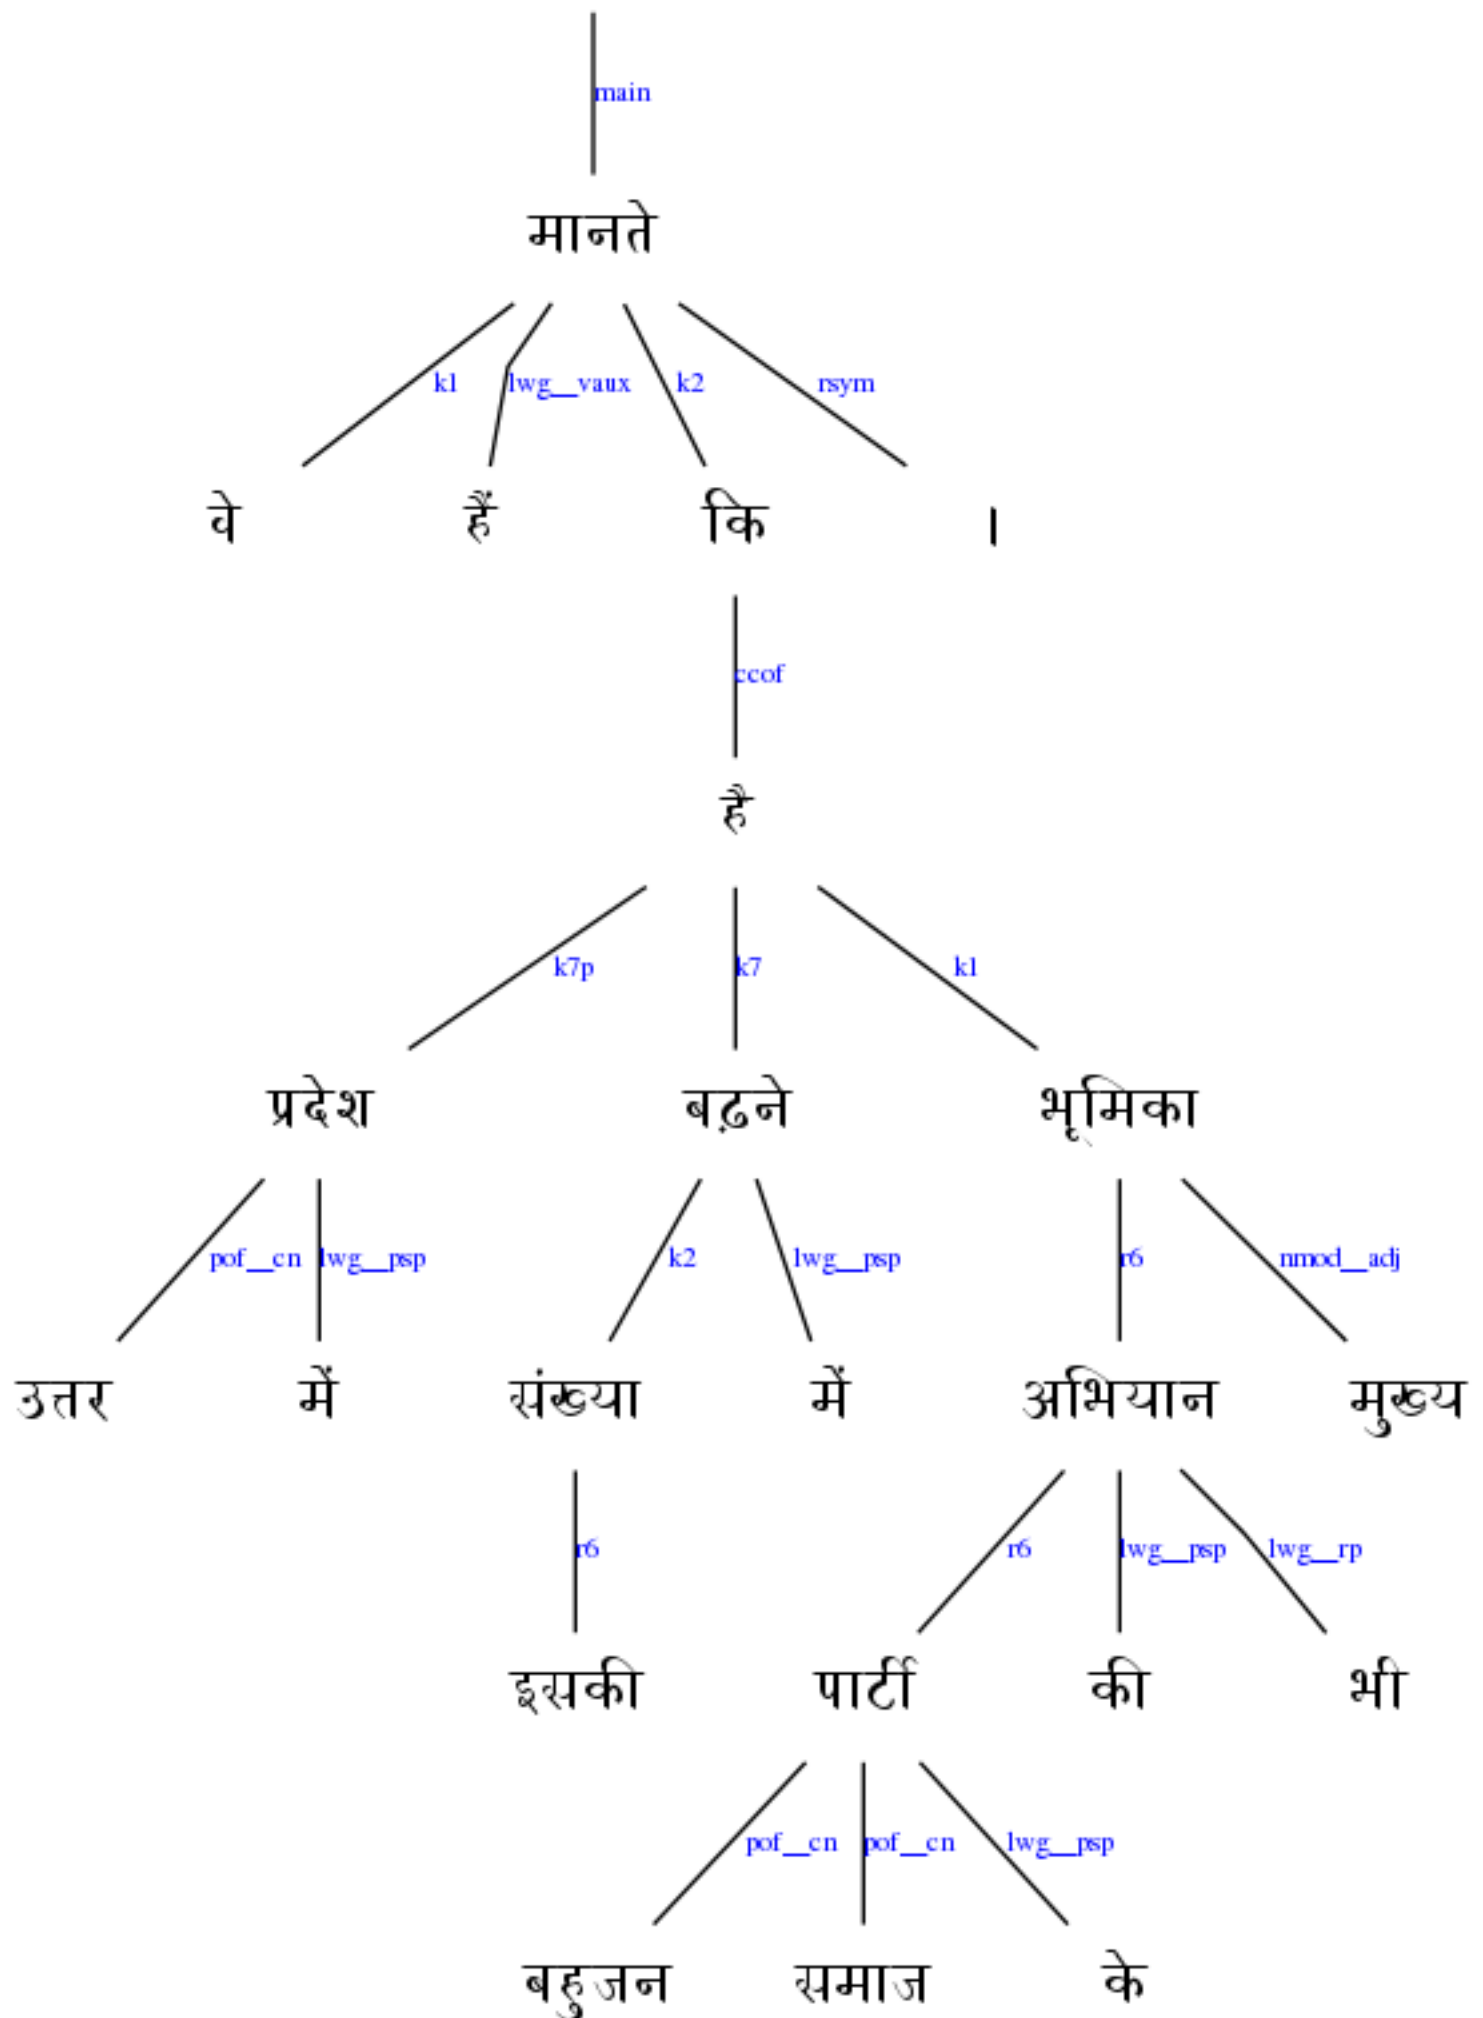 main
मानते
k1 lwg__vaux k2 rsym
वे हैं कि ।
ccof
है
k7p k7 k1
प्रदेश बढ़ने भूमिका
pof__cn lwg__psp k2 lwg__psp r6 nmod__adj
उत्तर में संख्या में अभियान मुख्य
r6 r6 lwg__psp lwg__rp
इसकी पार्टी की भी
pof__cn pof__cn lwg__psp
बहुजन समाज के